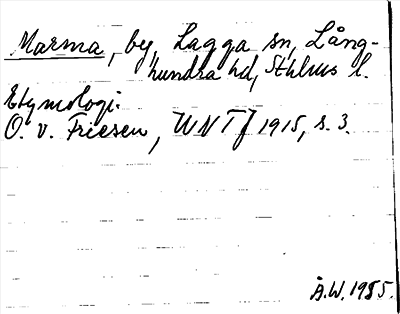 Marma, by, Lagga sn, Lång-
hundra hd, Sthlms l.
Etymologi.
O. v. Friesen, UNT 1915, s. 3.
Å.W. 1955.